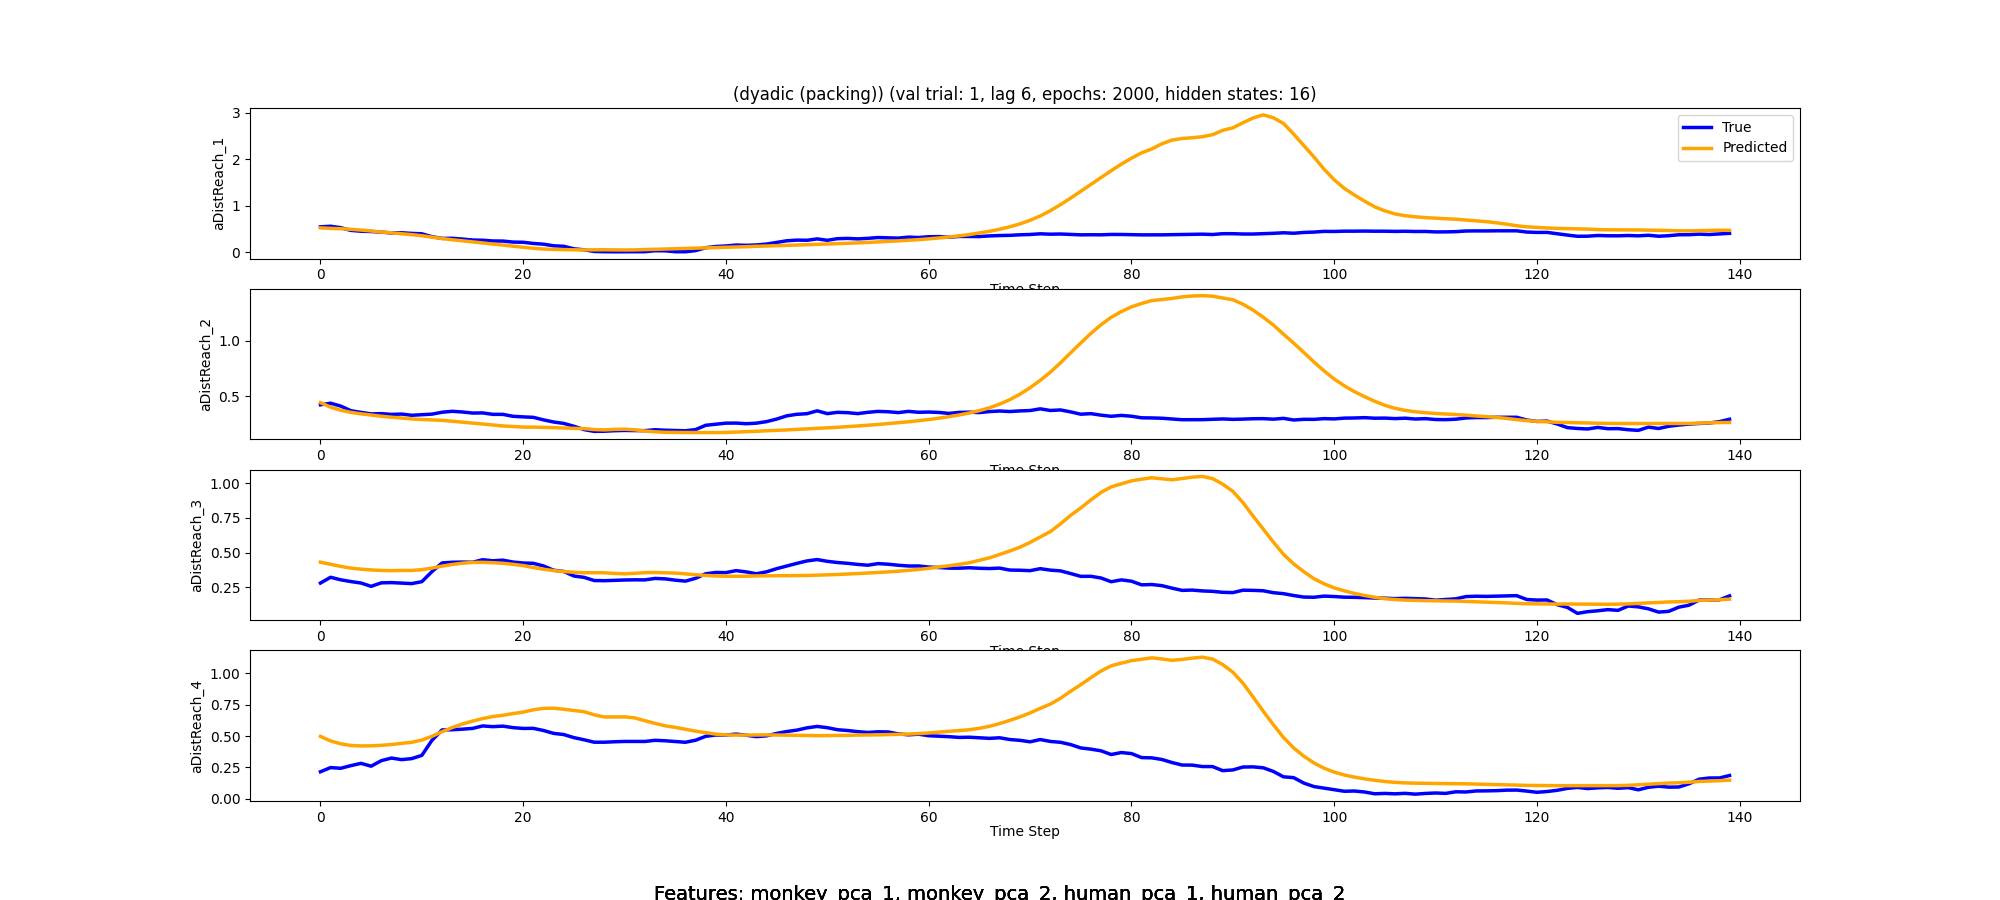 (dyadic (packing)) (val trial: 1, lag 6, epochs: 2000, hidden states: 16)
aDistReach_1
3
2
1
0
True
Predicted
0 20 40 60 80 100 120 140
Time Step
aDistReach_2
1.0
0.5
0 20 40 60 80 100 120 140
Time Step
aDistReach_3
1.00
0.75
0.50
0.25
0 20 40 60 80 100 120 140
Time Step
aDistReach_4
1.00
0.75
0.50
0.25
0.00
0 20 40 60 80 100 120 140
Time Step
Features: monkey_pca_1, monkey_pca_2, human_pca_1, human_pca_2